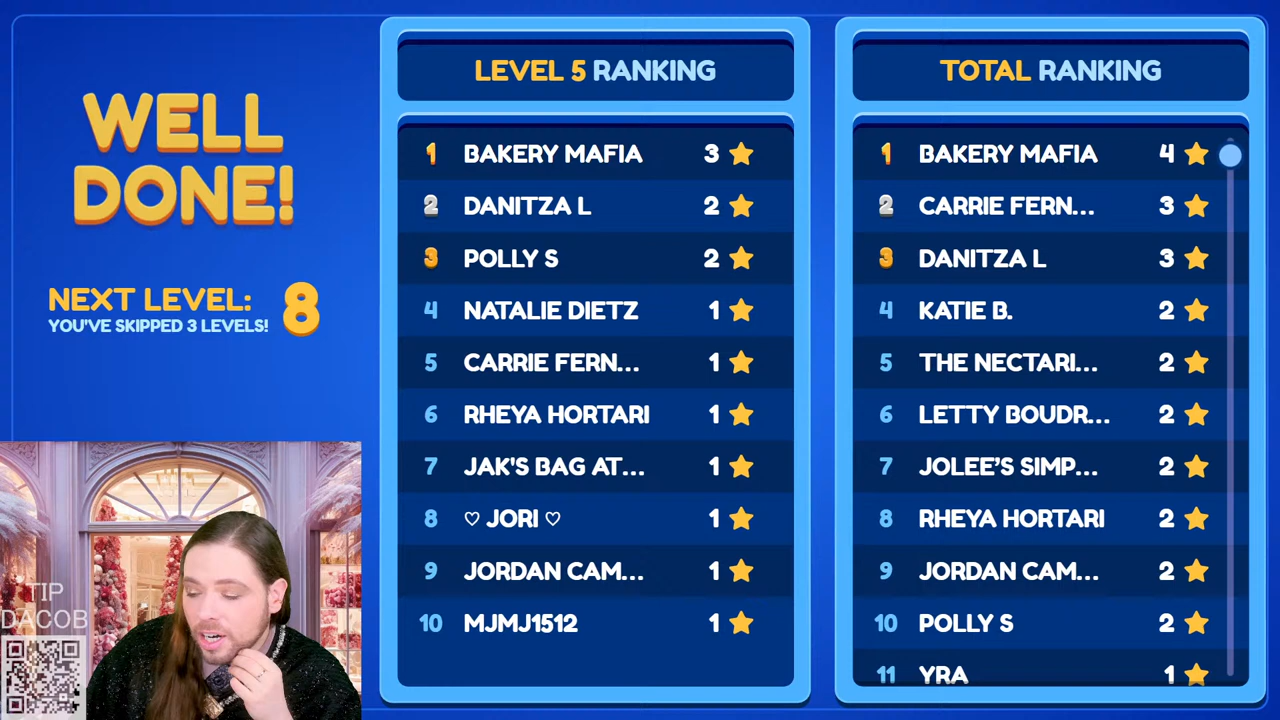 WELL
DONE!
NEXT LEVEL: 8
YOU'VE SKIPPED 3 LEVELS!
TIP
DACOB
LEVEL 5 RANKING
1 BAKERY MAFIA 3
2 DANITZA L 2
3 POLLY S 2
4 NATALIE DIETZ 1
5 CARRIE FERN... 1
6 RHEYA HORTARI 1
7 JAK'S BAG AT... 1
8 ♡ JORI ♡ 1
9 JORDAN CAM... 1
10 MJMJ1512 1
TOTAL RANKING
1 BAKERY MAFIA 4
2 CARRIE FERN... 3
3 DANITZA L 3
4 KATIE B. 2
5 THE NECTARI... 2
6 LETTY BOUDR... 2
7 JOLEE’S SIMP... 2
8 RHEYA HORTARI 2
9 JORDAN CAM... 2
10 POLLY S 2
11 YRA 1